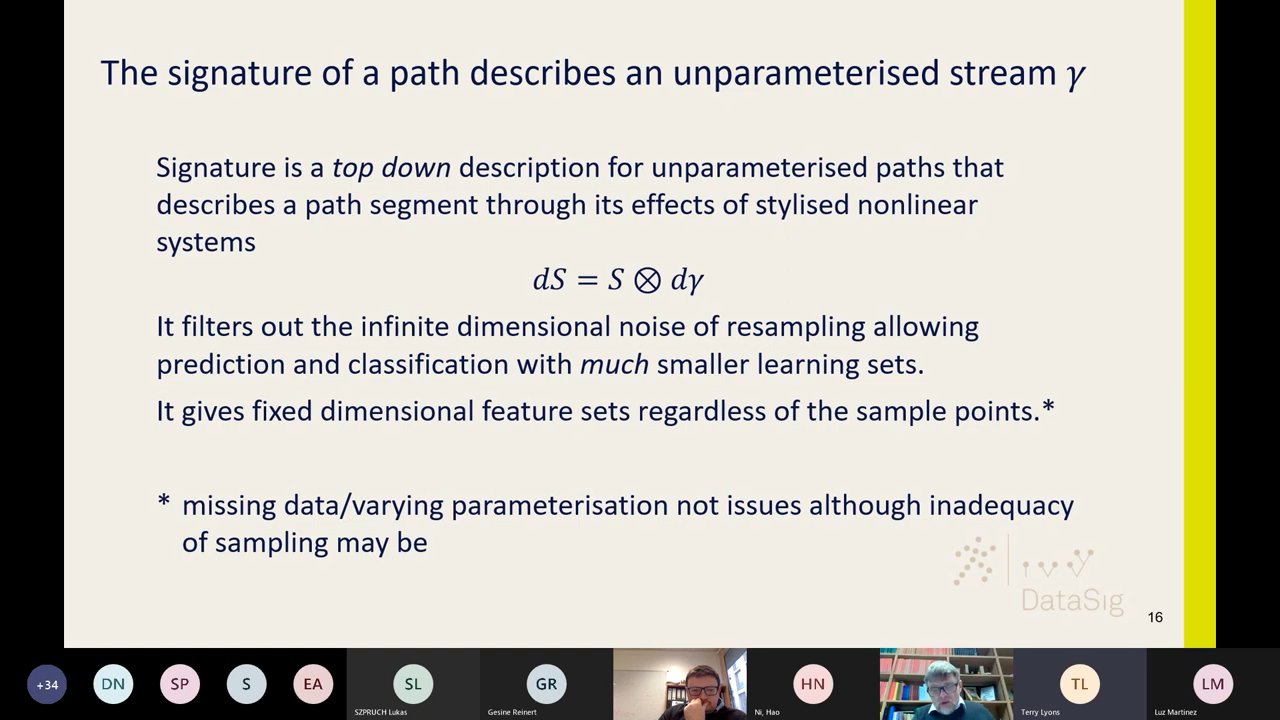 The signature of a path describes an unparameterised stream γ
Signature is a top down description for unparameterised paths that
describes a path segment through its effects of stylised nonlinear
systems
dS = S ⊗ dγ
It filters out the infinite dimensional noise of resampling allowing
prediction and classification with much smaller learning sets.
It gives fixed dimensional feature sets regardless of the sample points.*
* missing data/varying parameterisation not issues although inadequacy
of sampling may be
DataSig
16
+34 DN SP S EA SL GR HN TL LM
SZPRUCH Lukas Gesine Reinert Ni, Hao Terry Lyons Luz Martinez